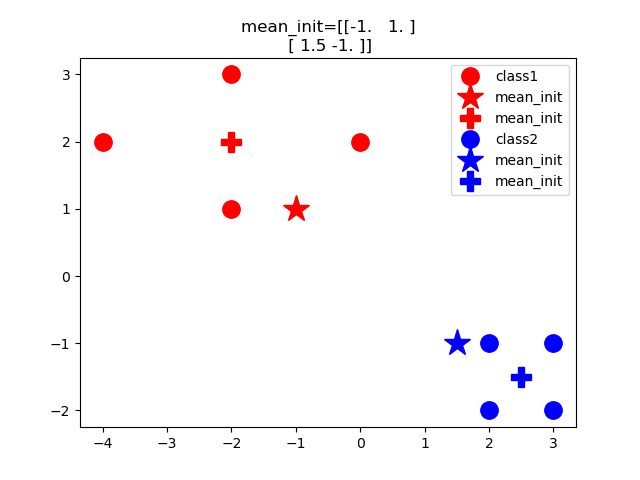 mean_init=[[-1.   1. ]
[ 1.5 -1. ]]
class1
mean_init
mean_init
class2
mean_init
mean_init
3
2
1
0
−1
−2
−4
−3
−2
−1
0
1
2
3